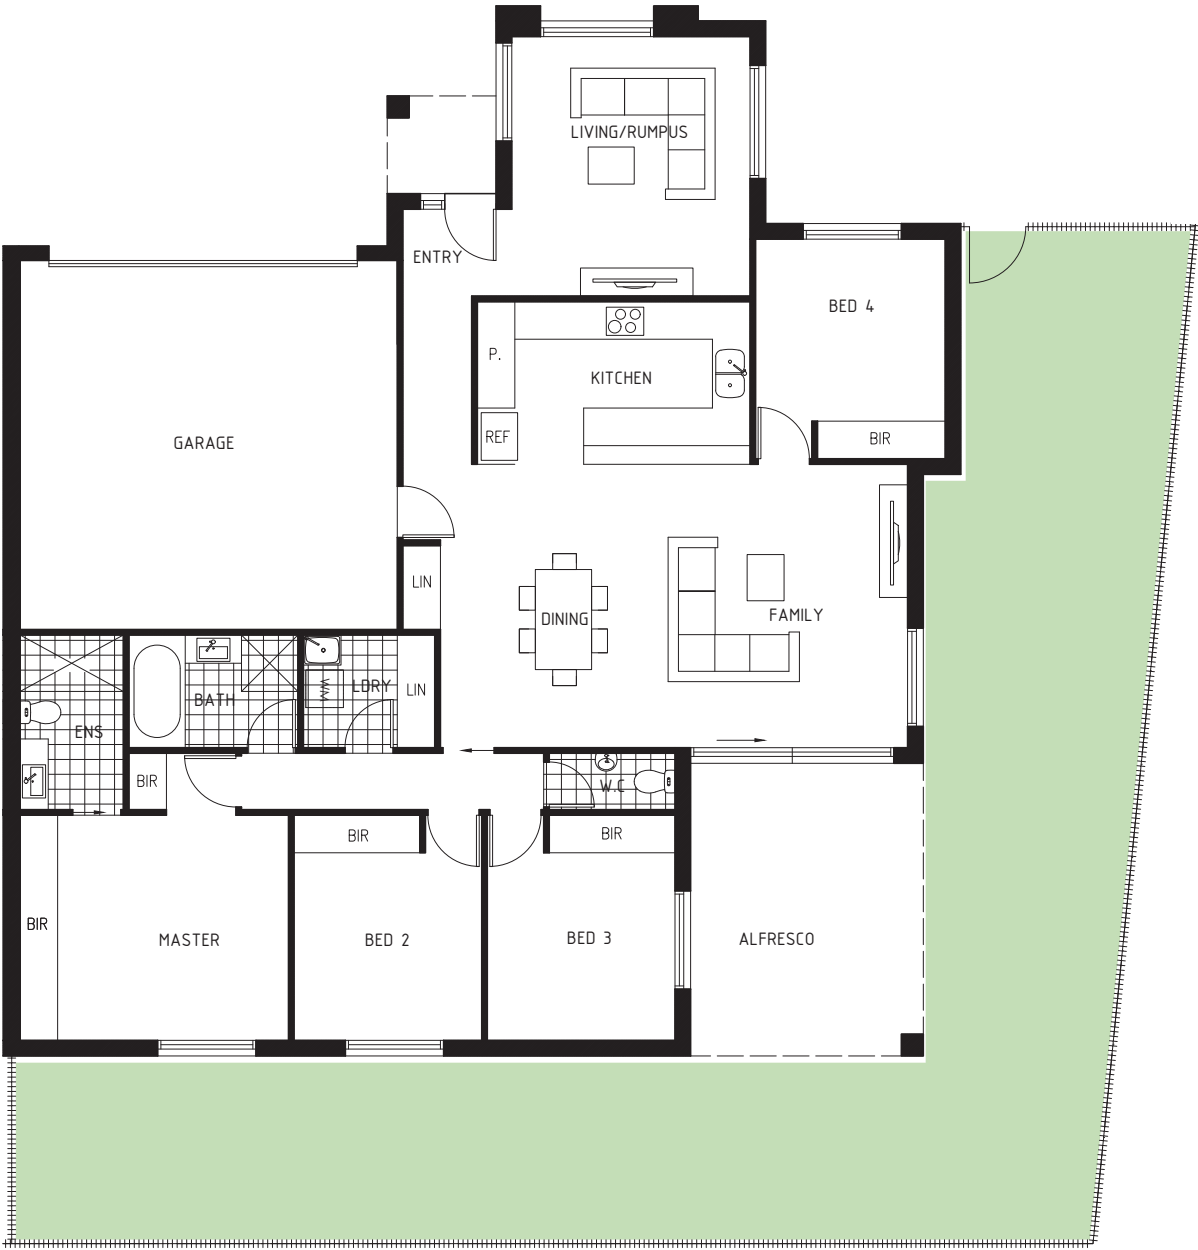 LIVING/RUMPUS
ENTRY
BED 4
P.
KITCHEN
REF
BIR
GARAGE
LIN
DINING
FAMILY
BATH
WM
LDRY
LIN
ENS
BIR
W.C
BIR
BIR
BIR
MASTER
BED 2
BED 3
ALFRESCO